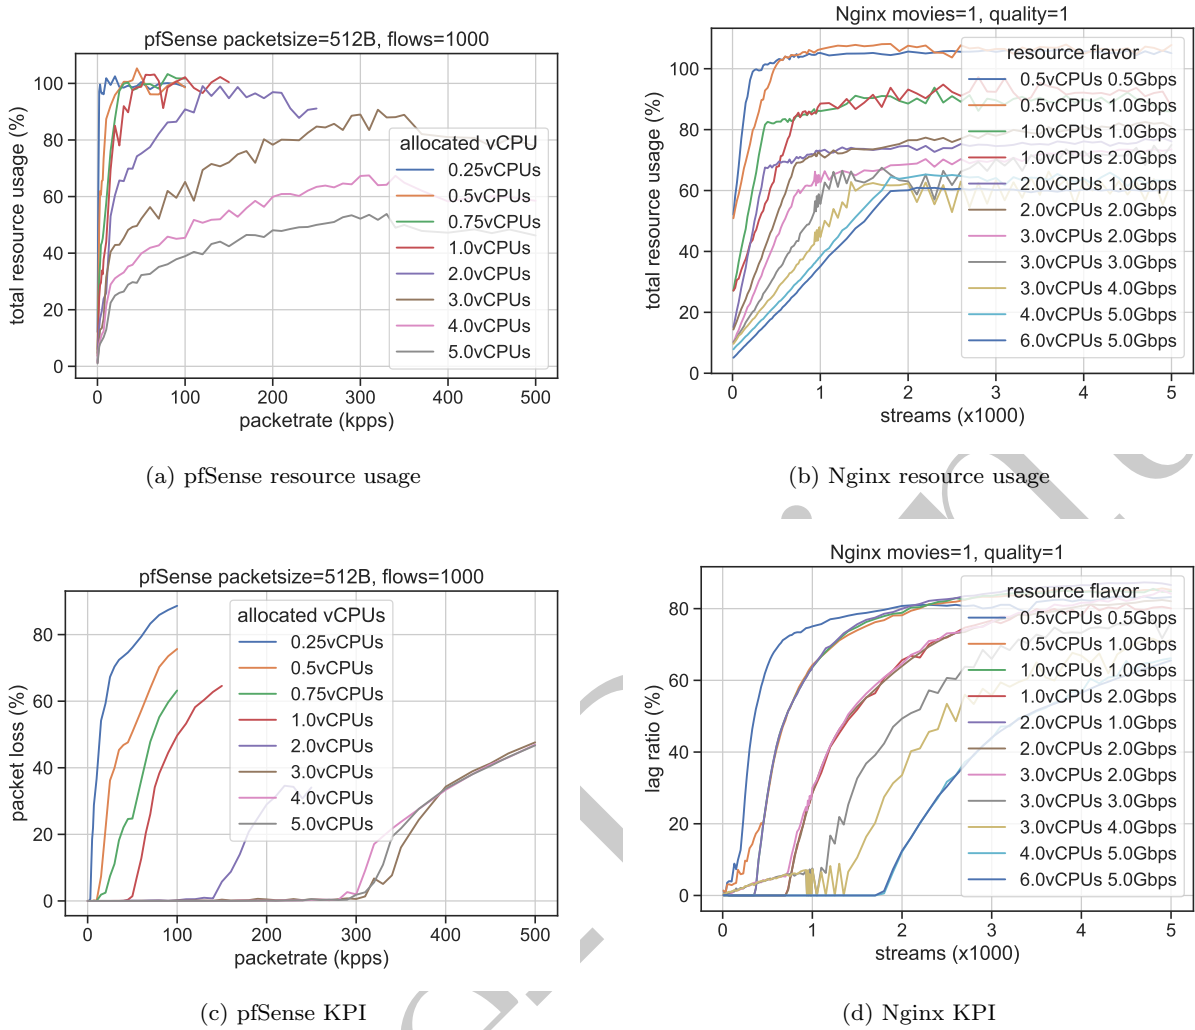 pfSense packetsize=512B, flows=1000
total resource usage (%)
100
80
60
40
20
0
allocated vCPU
0.25vCPUs
0.5vCPUs
0.75vCPUs
1.0vCPUs
2.0vCPUs
3.0vCPUs
4.0vCPUs
5.0vCPUs
0 100 200 300 400 500
packetrate (kpps)
(a) pfSense resource usage
Nginx movies=1, quality=1
total resource usage (%)
100
80
60
40
20
0
resource flavor
0.5vCPUs 0.5Gbps
0.5vCPUs 1.0Gbps
1.0vCPUs 1.0Gbps
1.0vCPUs 2.0Gbps
2.0vCPUs 1.0Gbps
2.0vCPUs 2.0Gbps
3.0vCPUs 2.0Gbps
3.0vCPUs 3.0Gbps
3.0vCPUs 4.0Gbps
4.0vCPUs 5.0Gbps
6.0vCPUs 5.0Gbps
0 1 2 3 4 5
streams (x1000)
(b) Nginx resource usage
pfSense packetsize=512B, flows=1000
packet loss (%)
80
60
40
20
0
allocated vCPUs
0.25vCPUs
0.5vCPUs
0.75vCPUs
1.0vCPUs
2.0vCPUs
3.0vCPUs
4.0vCPUs
5.0vCPUs
0 100 200 300 400 500
packetrate (kpps)
(c) pfSense KPI
Nginx movies=1, quality=1
lag ratio (%)
80
60
40
20
0
resource flavor
0.5vCPUs 0.5Gbps
0.5vCPUs 1.0Gbps
1.0vCPUs 1.0Gbps
1.0vCPUs 2.0Gbps
2.0vCPUs 1.0Gbps
2.0vCPUs 2.0Gbps
3.0vCPUs 2.0Gbps
3.0vCPUs 3.0Gbps
3.0vCPUs 4.0Gbps
4.0vCPUs 5.0Gbps
6.0vCPUs 5.0Gbps
0 1 2 3 4 5
streams (x1000)
(d) Nginx KPI